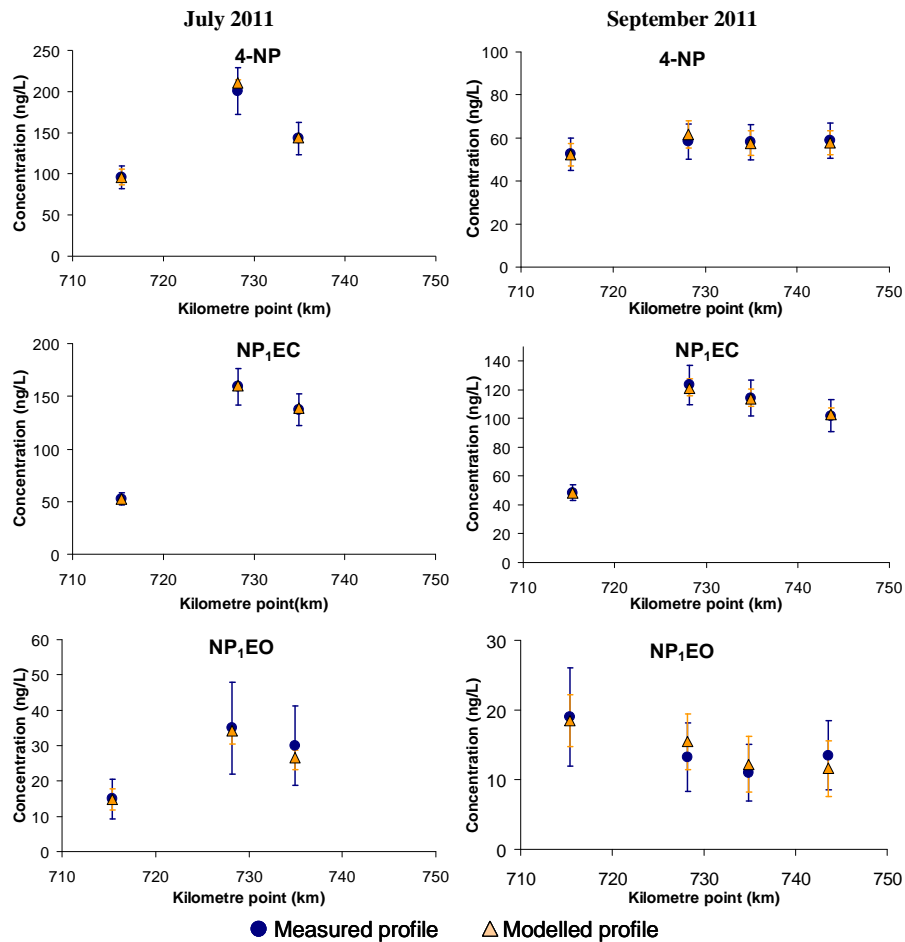 July 2011
September 2011
4-NP
Concentration (ng/L)
250
200
150
100
50
0
710 720 730 740 750
Kilometre point (km)
4-NP
Concentration (ng/L)
100
80
60
40
20
0
710 720 730 740 750
Kilometre point (km)
NP₁EC
Concentration (ng/L)
200
150
100
50
0
710 720 730 740 750
Kilometre point(km)
NP₁EC
Concentration (ng/L)
140
120
100
80
60
40
20
0
710 720 730 740 750
Kilometre point (km)
NP₁EO
Concentration (ng/L)
60
50
40
30
20
10
0
710 720 730 740 750
Kilometre point (km)
NP₁EO
Concentration (ng/L)
30
20
10
0
710 720 730 740 750
Kilometre point (km)
Measured profile Modelled profile